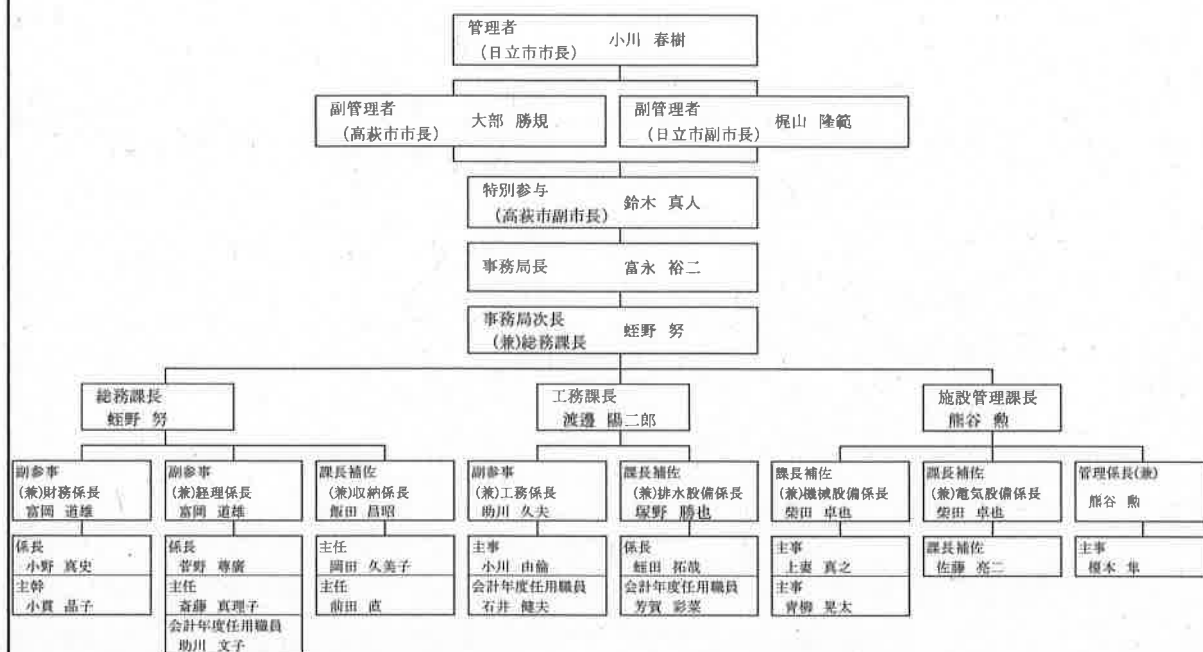 管理者
(日立市市長)
小川 春樹
副管理者
(高萩市市長)
大部 勝規
副管理者
(日立市副市長)
梶山 隆範
特別参与
(高萩市副市長)
鈴木 真人
事務局長
富永 裕二
事務局次長
(兼)総務課長
蛭野 努
総務課長
蛭野 努
工務課長
渡邊 陽二郎
施設管理課長
熊谷 勲
副参事
(兼)財務係長
富岡 道雄
副参事
(兼)経理係長
富岡 道雄
課長補佐
(兼)収納係長
飯田 昌昭
副参事
(兼)工務係長
助川 久夫
課長補佐
(兼)排水設備係長
塚野 勝也
課長補佐
(兼)機械設備係長
柴田 卓也
課長補佐
(兼)電気設備係長
柴田 卓也
管理係長(兼)
熊谷 勲
係長
小野 真史
主幹
小貫 晶子
係長
菅野 尊廣
主任
斎藤 真理子
会計年度任用職員
助川 文子
主任
岡田 久美子
主任
前田 直
主事
小川 由倫
会計年度任用職員
石井 健夫
係長
蛭田 拓哉
会計年度任用職員
芳賀 彩菜
主事
上妻 真之
主事
青柳 晃太
課長補佐
佐藤 亮二
主事
榎本 隼